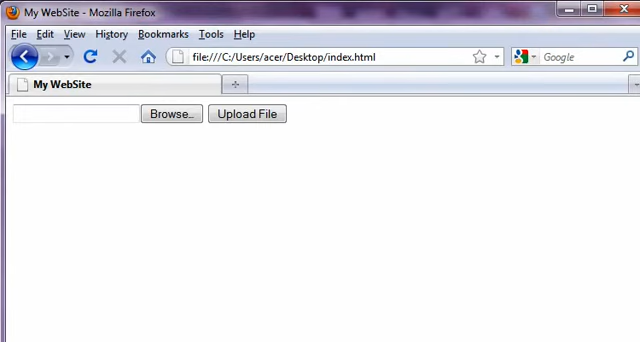 My WebSite - Mozilla Firefox
File Edit View History Bookmarks Tools Help
file:///C:/Users/acer/Desktop/index.html Google
My WebSite
Browse.. Upload File